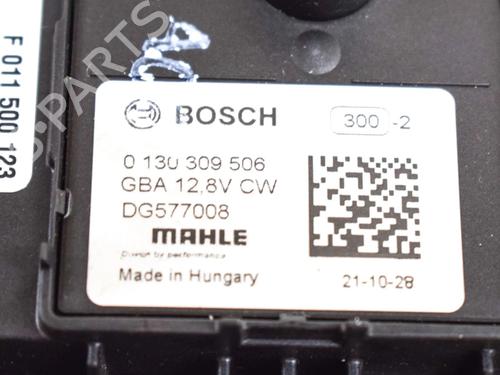 F 011 500 123
BOSCH
300 -2
0 130 309 506
GBA 12,8V CW
DG577008
MAHLE
Driven by performance
Made in Hungary
21-10-28